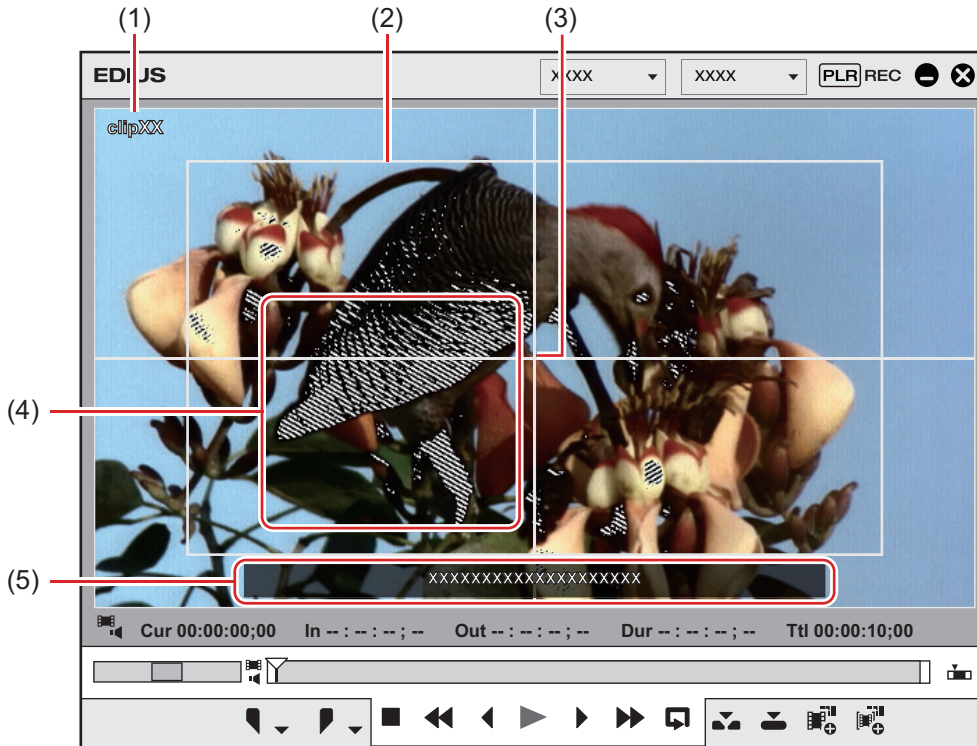 (1) (2) (3)
EDIUS XXXX XXXX PLR REC
clipXX
(4)
(5) XXXXXXXXXXXXXXXXXXXX
Cur 00:00:00;00 In -- : -- : -- ; -- Out -- : -- : -- ; -- Dur -- : -- : -- ; -- Ttl 00:00:10;00